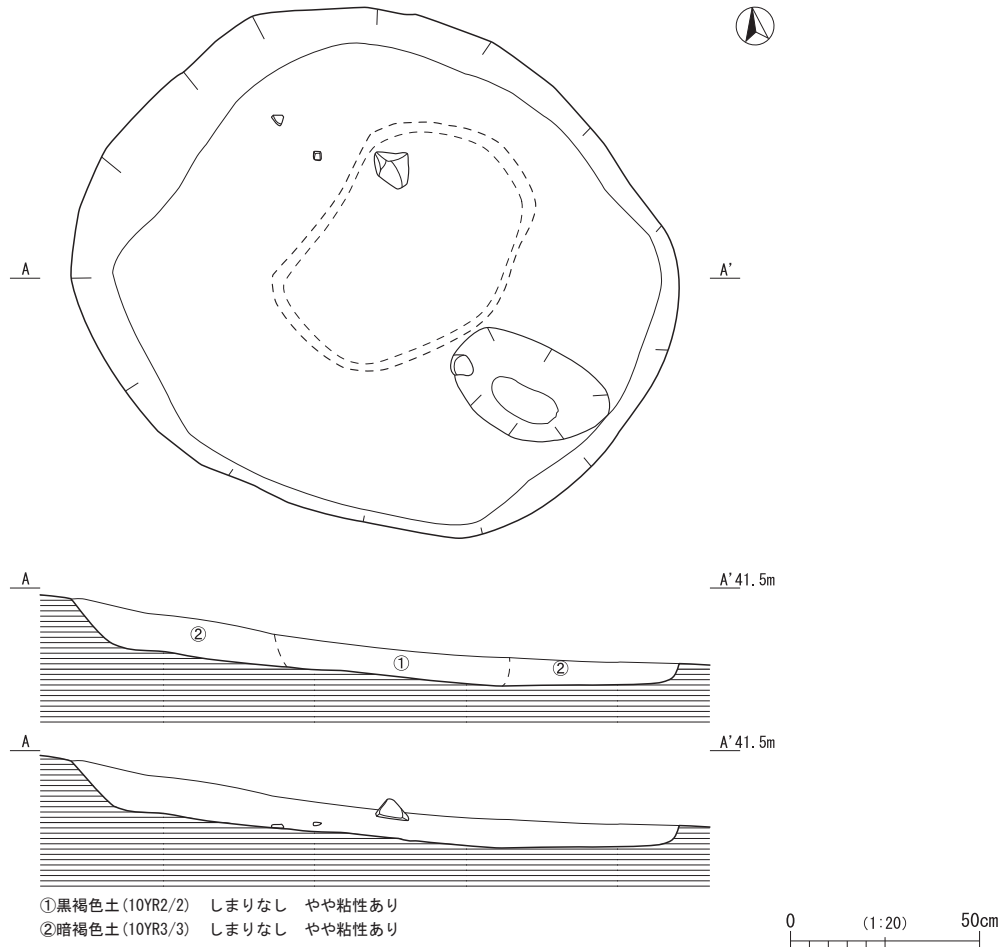 A A'
A A' 41.5m
②
①
②
A A' 41.5m
①黒褐色土(10YR2/2) しまりなし やや粘性あり
②暗褐色土(10YR3/3) しまりなし やや粘性あり
0 (1:20) 50cm